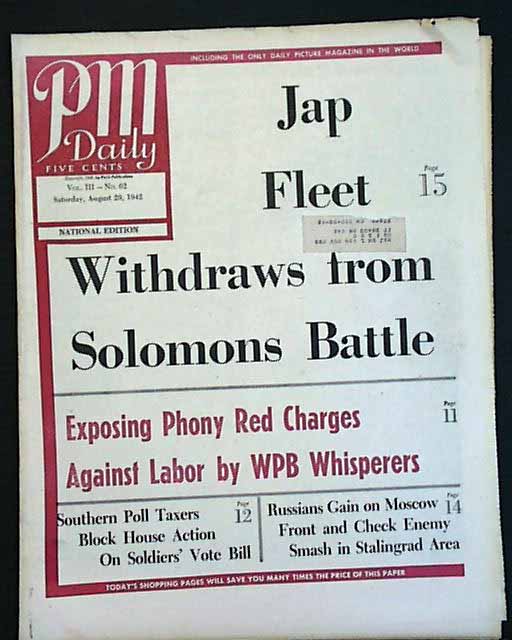 INCLUDING THE ONLY DAILY PICTURE MAGAZINE IN THE WORLD
PM
Daily
FIVE CENTS
VOL. III — No. 62
Saturday, August 29, 1942
NATIONAL EDITION
Jap
Fleet
Page
15
Withdraws from
Solomons Battle
Exposing Phony Red Charges
Against Labor by WPB Whisperers
Page
11
Southern Poll Taxers
Block House Action
On Soldiers' Vote Bill
Page
12
Russians Gain on Moscow
Front and Check Enemy
Smash in Stalingrad Area
Page
14
TODAY'S SHOPPING PAGES WILL SAVE YOU MANY TIMES THE PRICE OF THIS PAPER